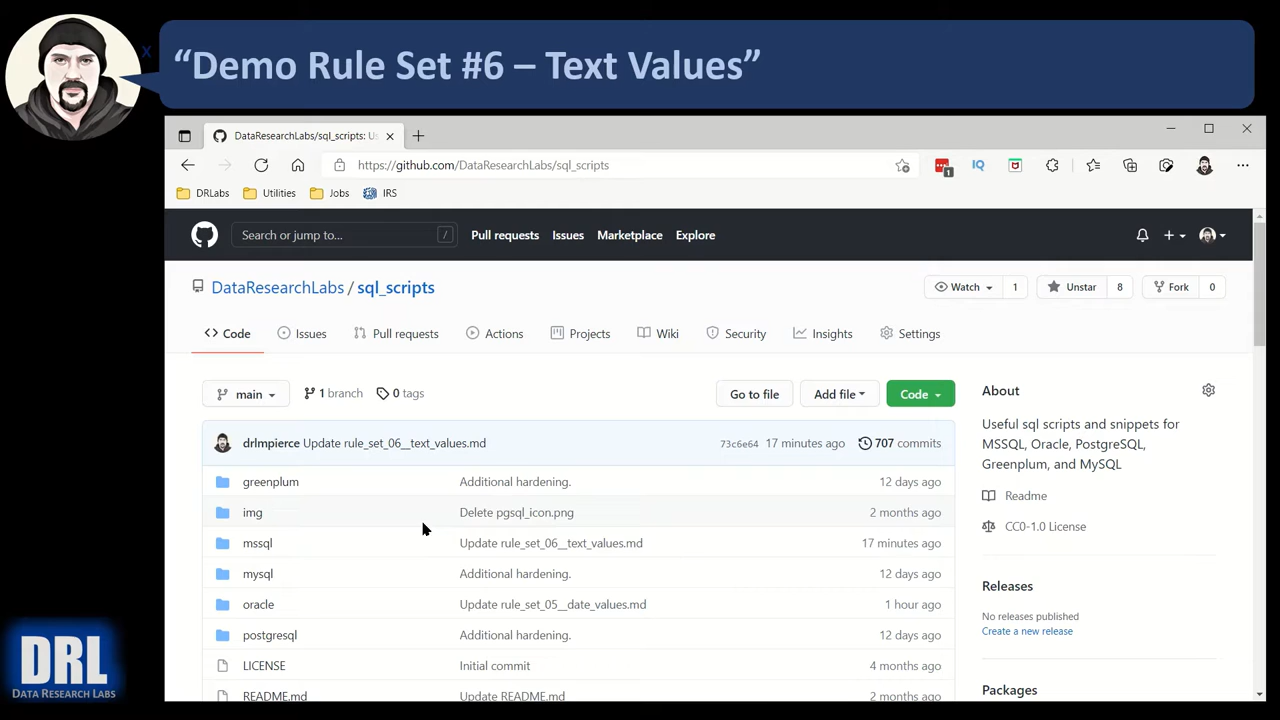 “Demo Rule Set #6 – Text Values”
X
DataResearchLabs/sql_scripts: Us
https://github.com/DataResearchLabs/sql_scripts
1
IQ
DRLabs Utilities Jobs IRS
Search or jump to... /
Pull requests Issues Marketplace Explore
DataResearchLabs / sql_scripts
Watch 1 Unstar 8 Fork 0
Code Issues Pull requests Actions Projects Wiki Security Insights Settings
main 1 branch 0 tags Go to file Add file Code
About
Useful sql scripts and snippets for
MSSQL, Oracle, PostgreSQL,
Greenplum, and MySQL
Readme
CC0-1.0 License
Releases
No releases published
Create a new release
Packages
drlmpierce Update rule_set_06__text_values.md 73c6e64 17 minutes ago 707 commits
greenplum Additional hardening. 12 days ago
img Delete pgsql_icon.png 2 months ago
mssql Update rule_set_06__text_values.md 17 minutes ago
mysql Additional hardening. 12 days ago
oracle Update rule_set_05__date_values.md 1 hour ago
postgresql Additional hardening. 12 days ago
LICENSE Initial commit 4 months ago
README.md Update README.md 2 months ago
DRL
DATA RESEARCH LABS